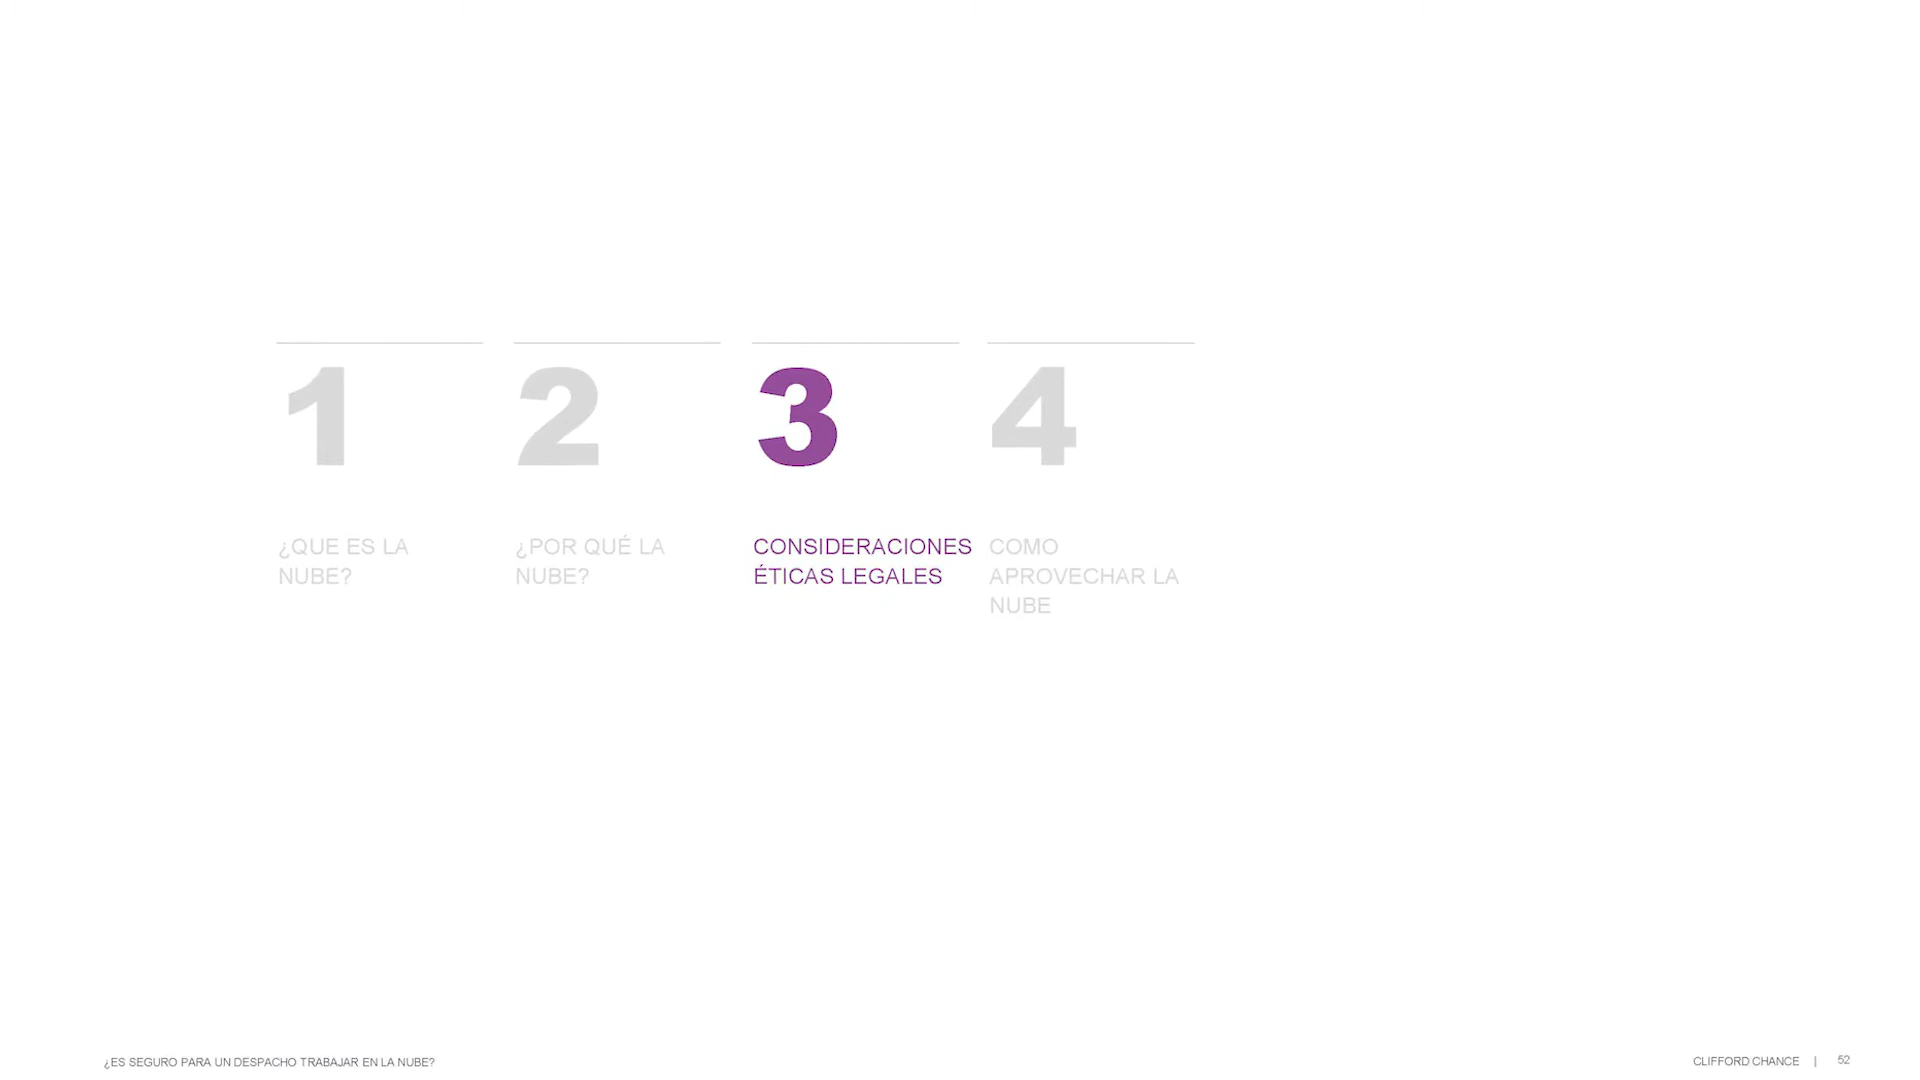 1
2
3
4
¿QUE ES LA
NUBE?
¿POR QUÉ LA
NUBE?
CONSIDERACIONES
ÉTICAS LEGALES
COMO
APROVECHAR LA
NUBE
¿ES SEGURO PARA UN DESPACHO TRABAJAR EN LA NUBE?
CLIFFORD CHANCE | 52